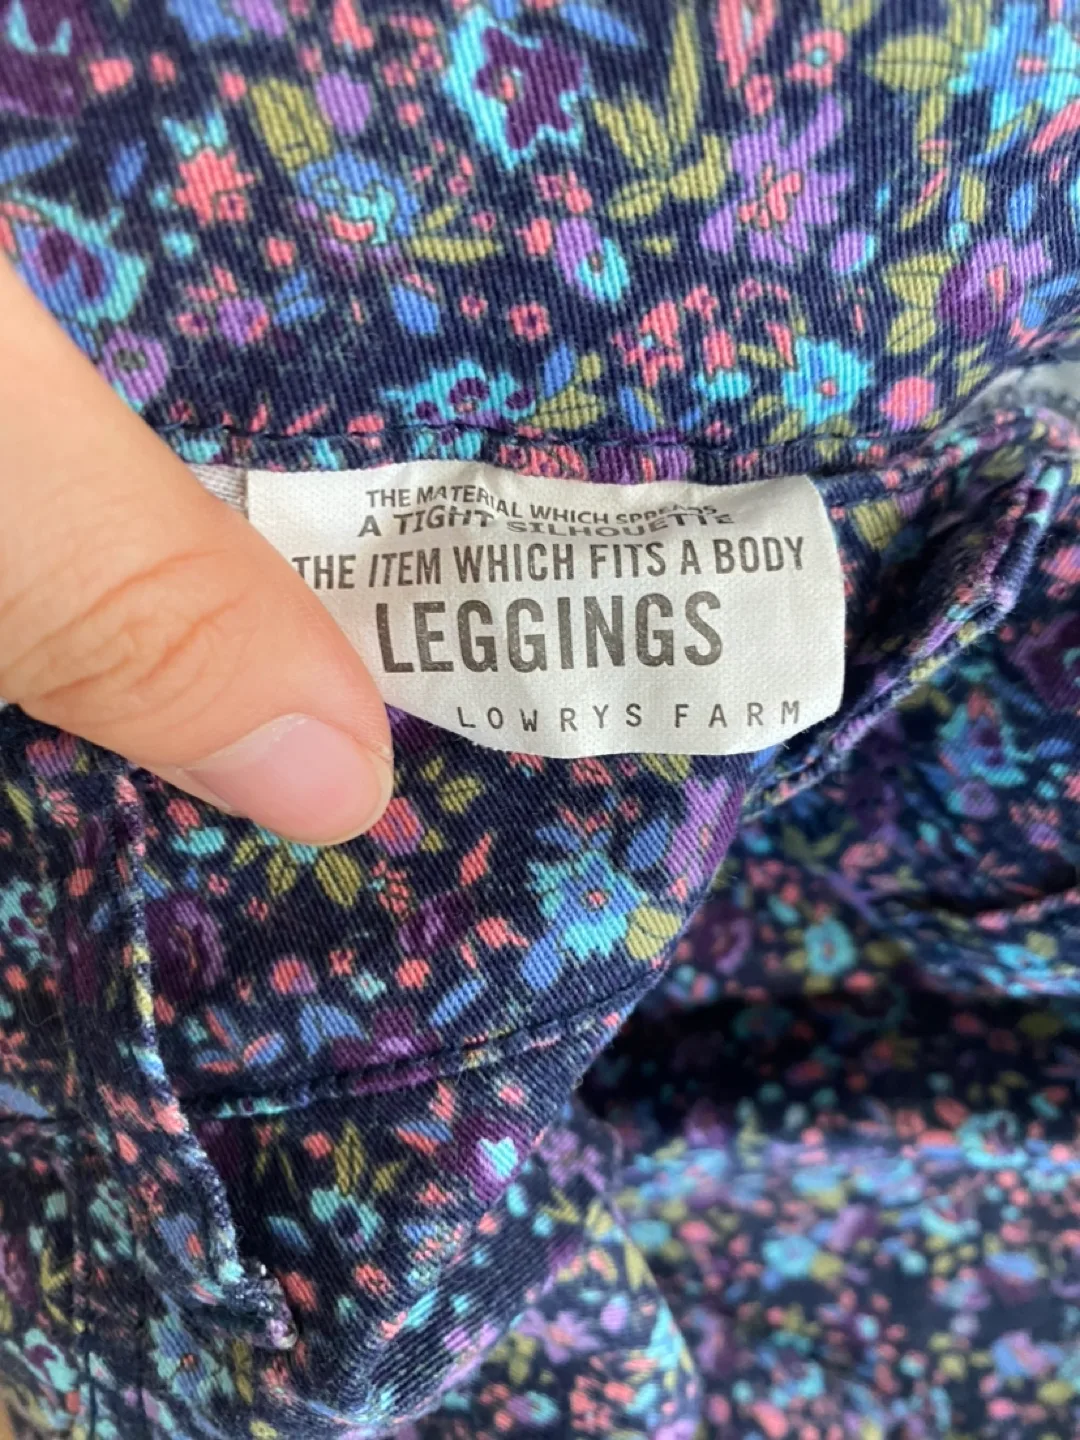 THE MATERIAL WHICH SPREADS
A TIGHT SILHOUETTE
THE ITEM WHICH FITS A BODY
LEGGINGS
LOWRYS FARM